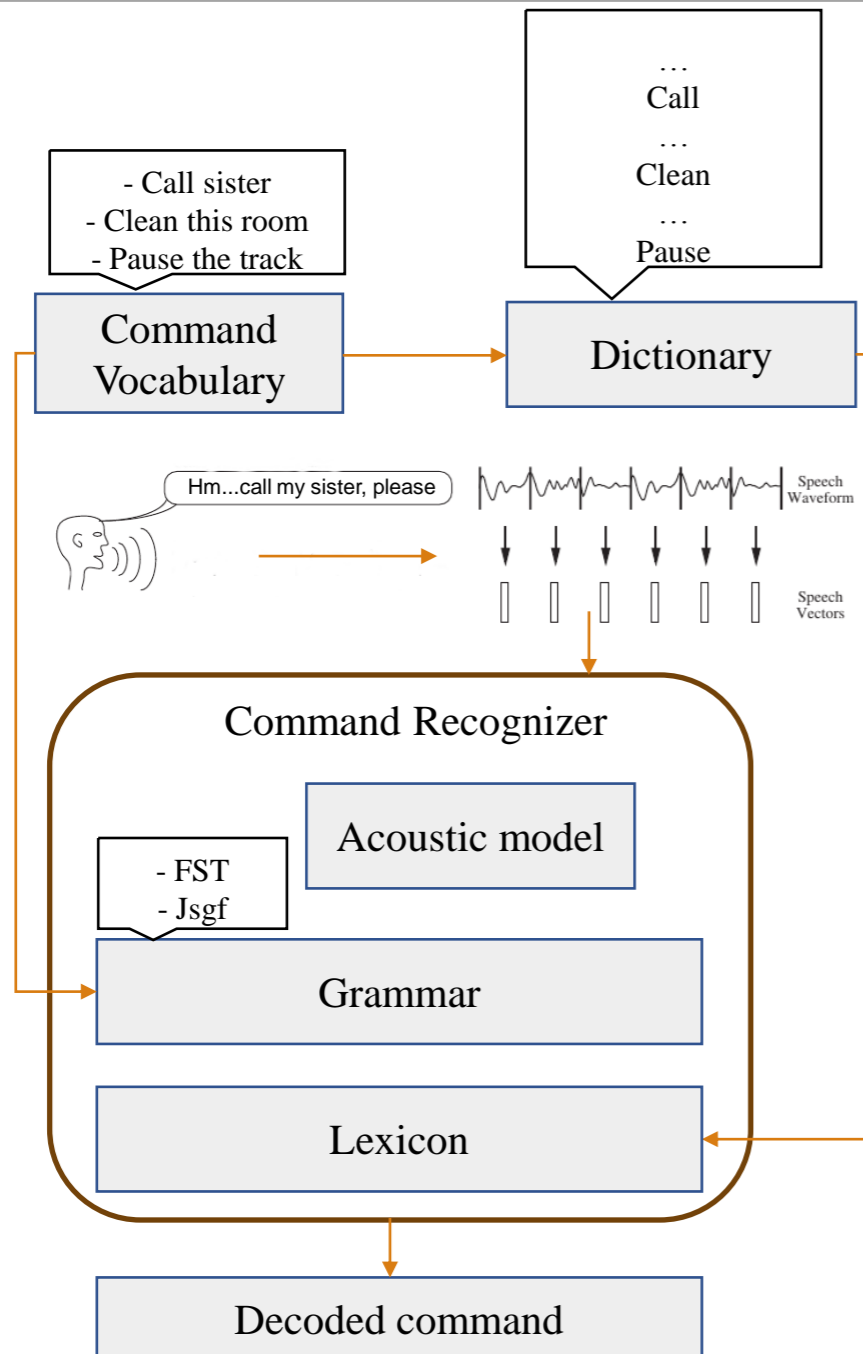 …
Call
…
Clean
…
Pause
- Call sister
- Clean this room
- Pause the track
Command
Vocabulary
Dictionary
Hm...call my sister, please
Speech
Waveform
Speech
Vectors
Command Recognizer
Acoustic model
- FST
- Jsgf
Grammar
Lexicon
Decoded command